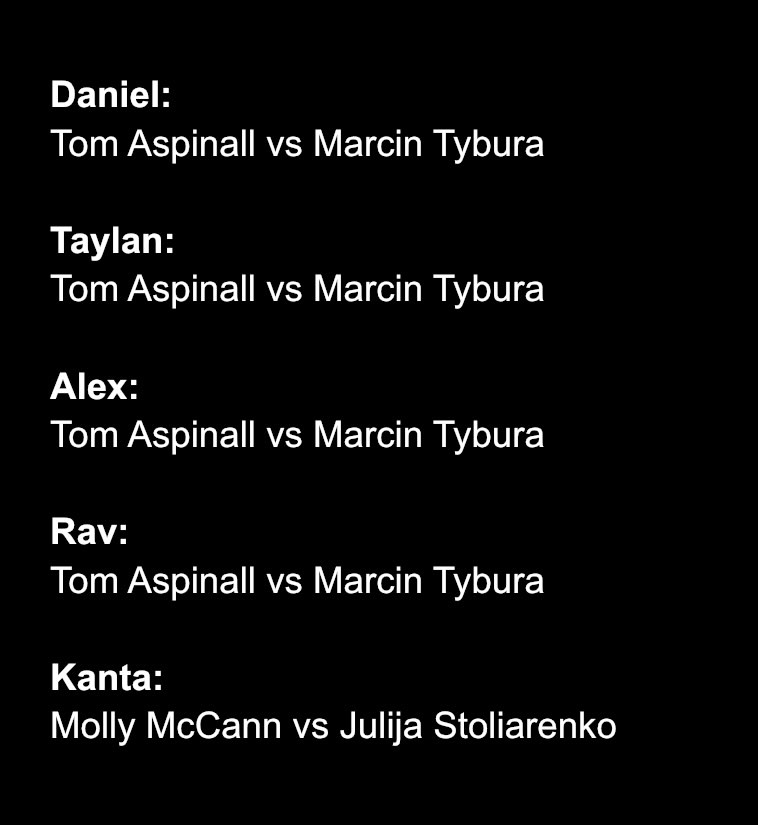 Daniel:
Tom Aspinall vs Marcin Tybura
Taylan:
Tom Aspinall vs Marcin Tybura
Alex:
Tom Aspinall vs Marcin Tybura
Rav:
Tom Aspinall vs Marcin Tybura
Kanta:
Molly McCann vs Julija Stoliarenko